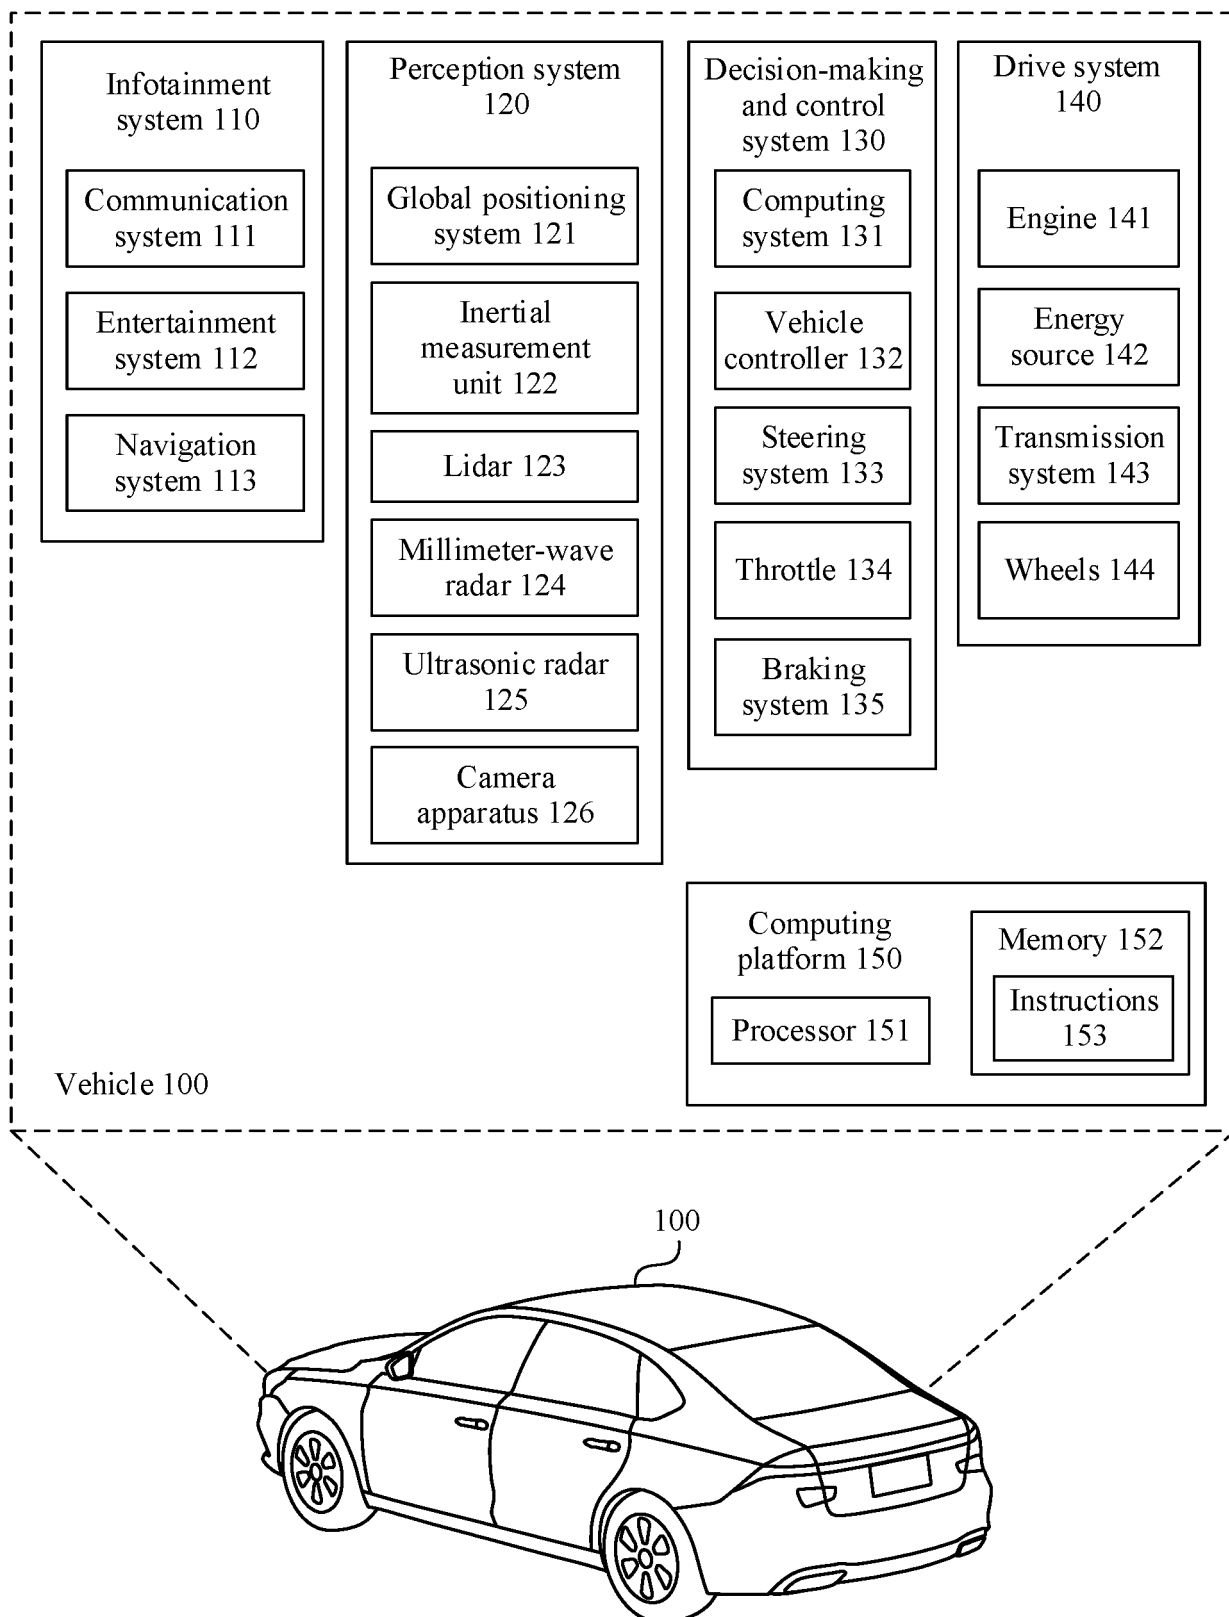 Infotainment
system 110
Communication
system 111
Entertainment
system 112
Navigation
system 113
Perception system
120
Global positioning
system 121
Inertial
measurement
unit 122
Lidar 123
Millimeter-wave
radar 124
Ultrasonic radar
125
Camera
apparatus 126
Decision-making
and control
system 130
Computing
system 131
Vehicle
controller 132
Steering
system 133
Throttle 134
Braking
system 135
Drive system
140
Engine 141
Energy
source 142
Transmission
system 143
Wheels 144
Computing
platform 150
Processor 151
Memory 152
Instructions
153
Vehicle 100
100